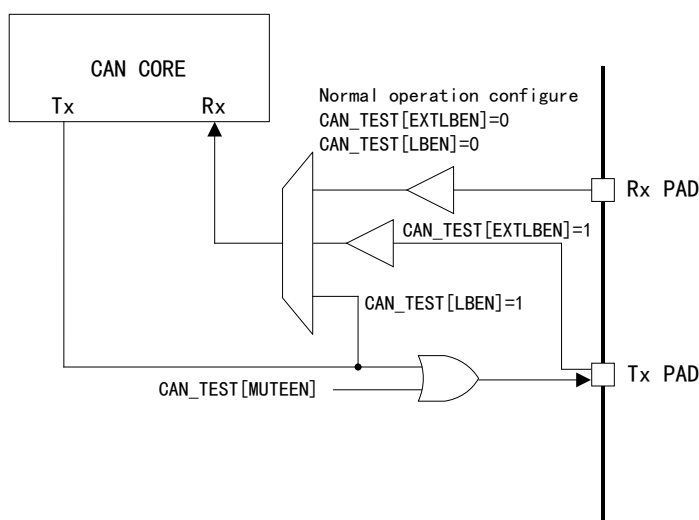 CAN CORE
Tx
Rx
Normal operation configure
CAN_TEST[EXTLBEN]=0
CAN_TEST[LBEN]=0
Rx PAD
CAN_TEST[EXTLBEN]=1
CAN_TEST[LBEN]=1
Tx PAD
CAN_TEST[MUTEEN]